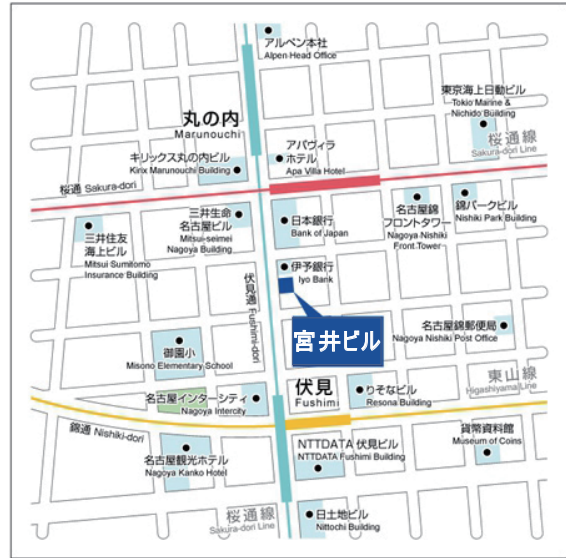 アルペン本社
Alpen Head Office
丸の内
Marunouchi
東京海上日動ビル
Tokio Marine &
Nichido Building
桜通線
Sakura-dori Line
アパヴィラ
ホテル
Apa Villa Hotel
キリックス丸の内ビル
Kirix Marunouchi Building
桜通 Sakura-dori
三井住友
海上ビル
Mitsui Sumitomo
Insurance Building
三井生命
名古屋ビル
Mitsui-seimei
Nagoya Building
日本銀行
Bank of Japan
名古屋錦
フロントタワー
Nagoya Nishiki
Front Tower
錦パークビル
Nishiki Park Building
伊予銀行
Iyo Bank
伏見通 Fushimi-dori
宮井ビル
名古屋錦郵便局
Nagoya Nishiki Post Office
御園小
Misono Elementary School
東山線
Higashiyama Line
名古屋インターシティ
Nagoya Intercity
伏見
Fushimi
りそなビル
Resona Building
錦通 Nishiki-dori
名古屋観光ホテル
Nagoya Kanko Hotel
NTTDATA 伏見ビル
NTTDATA Fushimi Building
貨幣資料館
Museum of Coins
桜通線
Sakura-dori Line
日土地ビル
Nittochi Building